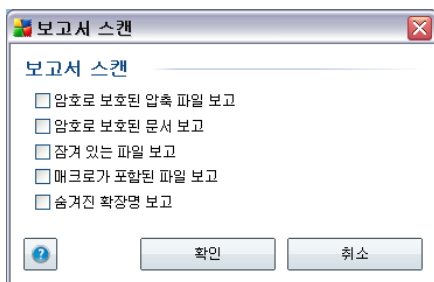 보고서 스캔
보고서 스캔
암호로 보호된 압축 파일 보고
암호로 보호된 문서 보고
잠겨 있는 파일 보고
매크로가 포함된 파일 보고
숨겨진 확장명 보고
확인 취소